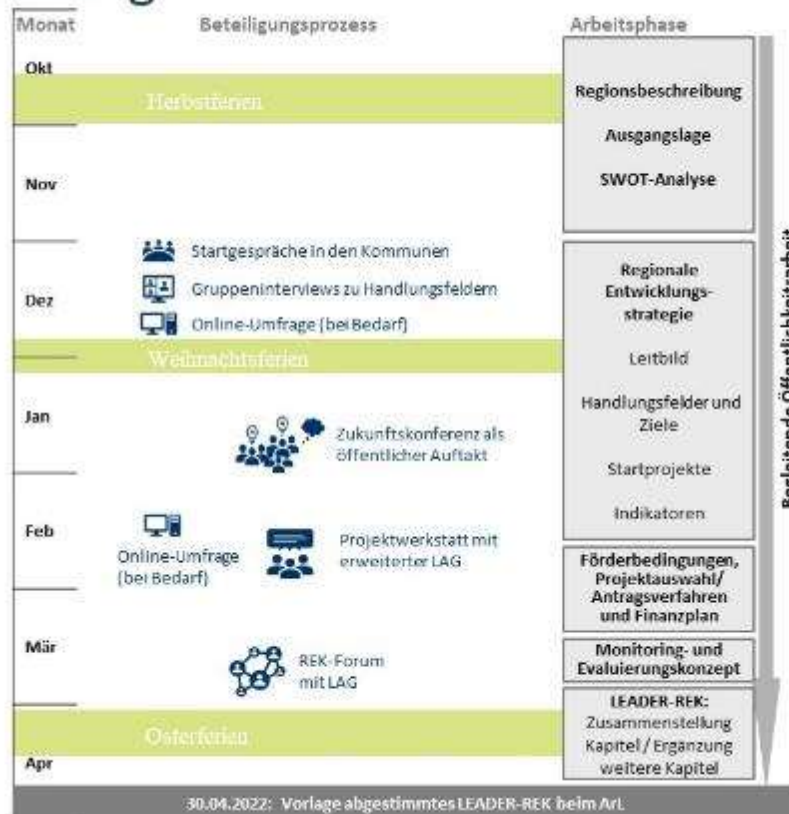 Monat
Beteiligungsprozess
Arbeitsphase
Okt
Herbstferien
Nov
Startgespräche in den Kommunen
Gruppeninterviews zu Handlungsfeldern
Dez
Online-Umfrage (bei Bedarf)
Weihnachtsferien
Jan
Zukunftskonferenz als
öffentlicher Auftakt
Feb
Online-Umfrage
(bei Bedarf)
Projektwerkstatt mit
erweiterter LAG
Mär
REK-Forum
mit LAG
Osterferien
Apr
Regionsbeschreibung
Ausgangslage
SWOT-Analyse
Regionale
Entwicklungs-
strategie
Leitbild
Handlungsfelder und
Ziele
Startprojekte
Indikatoren
Förderbedingungen,
Projektauswahl/
Antragsverfahren
und Finanzplan
Monitoring- und
Evaluierungskonzept
LEADER-REK:
Zusammenstellung
Kapitel / Ergänzung
weitere Kapitel
Begleitende Öffentlichkeitsarbeit
30.04.2022: Vorlage abgestimmtes LEADER-REK beim ArL